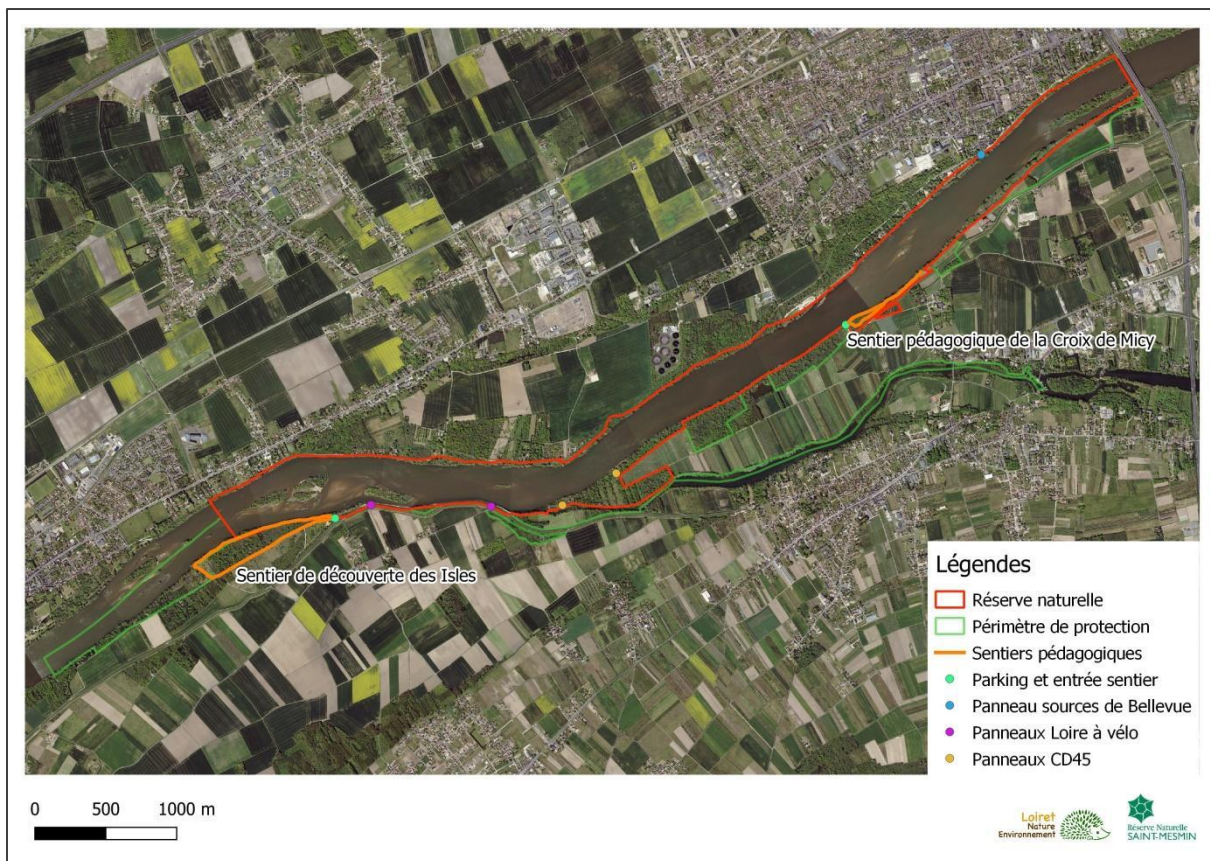 Sentier pédagogique de la Croix de Micy
Sentier de découverte des Isles
Légendes
Réserve naturelle
Périmètre de protection
Sentiers pédagogiques
Parking et entrée sentier
Panneau sources de Bellevue
Panneaux Loire à vélo
Panneaux CD45
0 500 1000 m
Loiret
Nature
Environnement
Réserve Naturelle
SAINT-MESMIN